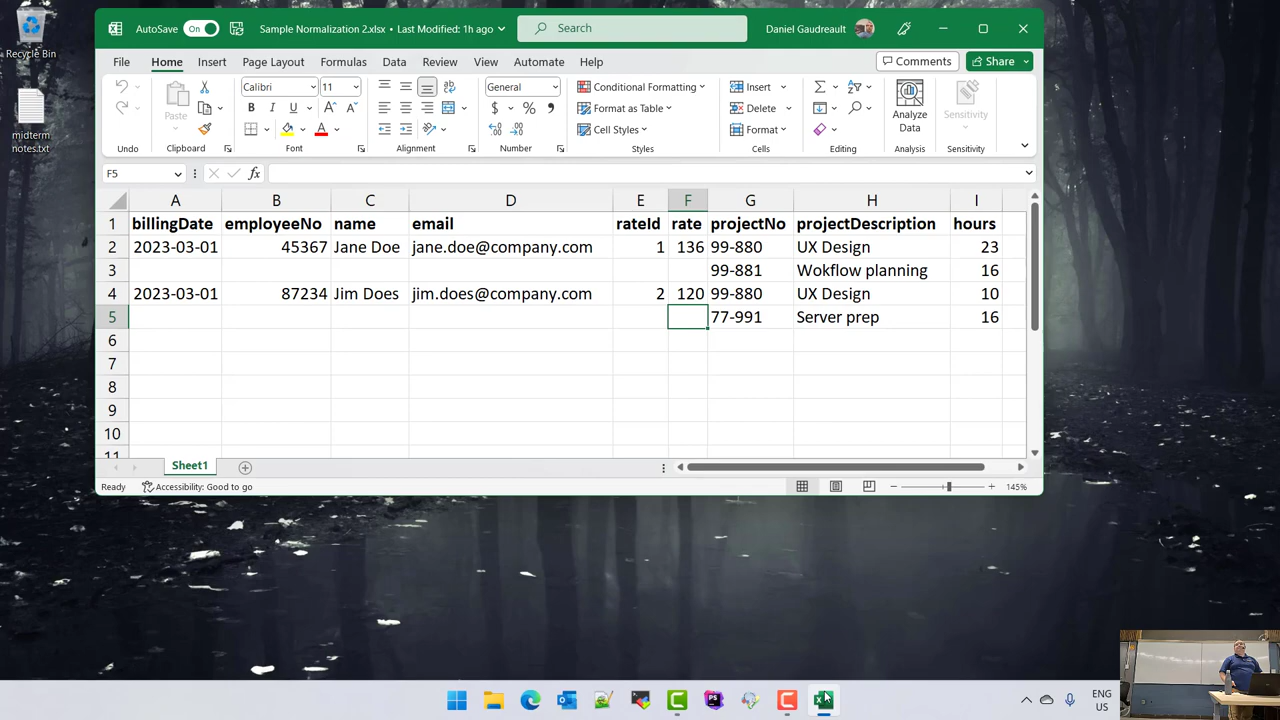 Recycle Bin
midterm
notes.txt
AutoSave On Sample Normalization 2.xlsx • Last Modified: 1h ago Search Daniel Gaudreault
File Home Insert Page Layout Formulas Data Review View Automate Help Comments Share
Paste
Calibri 11
B I U
General
$ % ,
Conditional Formatting
Format as Table
Cell Styles
Insert
Delete
Format
Analyze
Data
Sensitivity
Undo Clipboard Font Alignment Number Styles Cells Editing Analysis Sensitivity
F5 fx
A B C D E F G H I
1 billingDate employeeNo name email rateId rate projectNo projectDescription hours
2 2023-03-01 45367 Jane Doe jane.doe@company.com 1 136 99-880 UX Design 23
3 99-881 Wokflow planning 16
4 2023-03-01 87234 Jim Does jim.does@company.com 2 120 99-880 UX Design 10
5 77-991 Server prep 16
6
7
8
9
10
11
Sheet1
Ready Accessibility: Good to go 145%
ENG
US